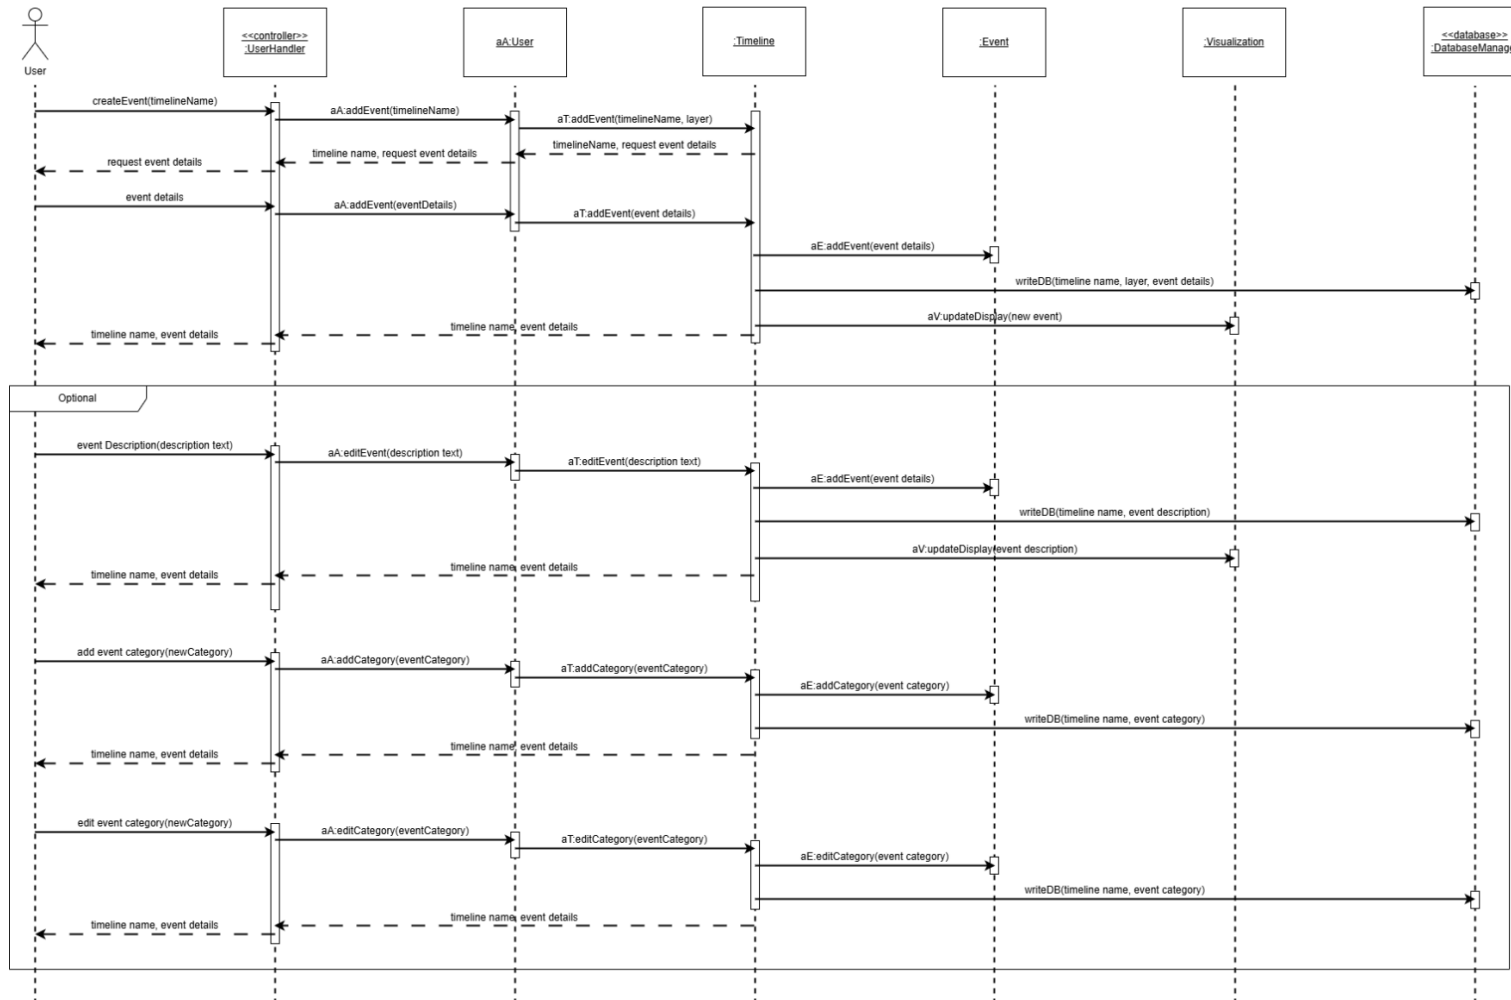 <<controller>>
:UserHandler
aA:User
:Timeline
:Event
:Visualization
<<database>>
:DatabaseManage
User
createEvent(timelineName)
aA:addEvent(timelineName)
aT:addEvent(timelineName, layer)
timelineName, request event details
timeline name, request event details
request event details
event details
aA:addEvent(eventDetails)
aT:addEvent(event details)
aE:addEvent(event details)
writeDB(timeline name, layer, event details)
aV:updateDisplay(new event)
timeline name, event details
timeline name, event details
Optional
event Description(description text)
aA:editEvent(description text)
aT:editEvent(description text)
aE:addEvent(event details)
writeDB(timeline name, event description)
aV:updateDisplay(event description)
timeline name, event details
timeline name, event details
add event category(newCategory)
aA:addCategory(eventCategory)
aT:addCategory(eventCategory)
aE:addCategory(event category)
writeDB(timeline name, event category)
timeline name, event details
timeline name, event details
edit event category(newCategory)
aA:editCategory(eventCategory)
aT:editCategory(eventCategory)
aE:editCategory(event category)
writeDB(timeline name, event category)
timeline name, event details
timeline name, event details